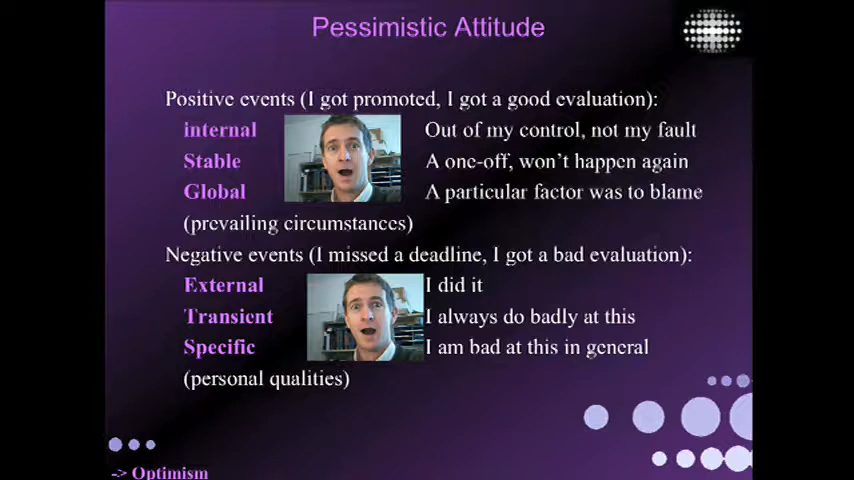 Pessimistic Attitude
Positive events (I got promoted, I got a good evaluation):
internal Out of my control, not my fault
Stable A one-off, won't happen again
Global A particular factor was to blame
(prevailing circumstances)
Negative events (I missed a deadline, I got a bad evaluation):
External I did it
Transient I always do badly at this
Specific I am bad at this in general
(personal qualities)
-> Optimism